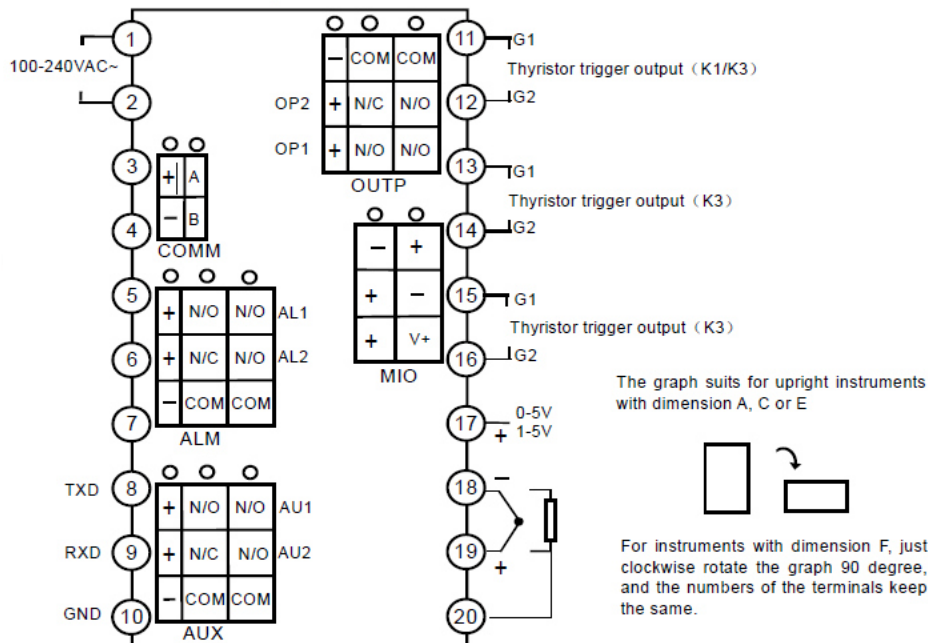 1
100-240VAC~
2
3
+ A
4
- B
COMM
5
+ N/O N/O AL1
6
+ N/C N/O AL2
- COM COM
7
ALM
TXD 8
+ N/O N/O AU1
RXD 9
+ N/C N/O AU2
GND 10
- COM COM
AUX
- COM COM
OP2 + N/C N/O
OP1 + N/O N/O
OUTP
- +
+ -
+ V+
MIO
11 G1
Thyristor trigger output（K1/K3）
12 G2
13 G1
Thyristor trigger output（K3）
14 G2
15 G1
Thyristor trigger output（K3）
16 G2
17 + 0-5V
1-5V
18 -
19 +
20
The graph suits for upright instruments
with dimension A, C or E
For instruments with dimension F, just
clockwise rotate the graph 90 degree,
and the numbers of the terminals keep
the same.